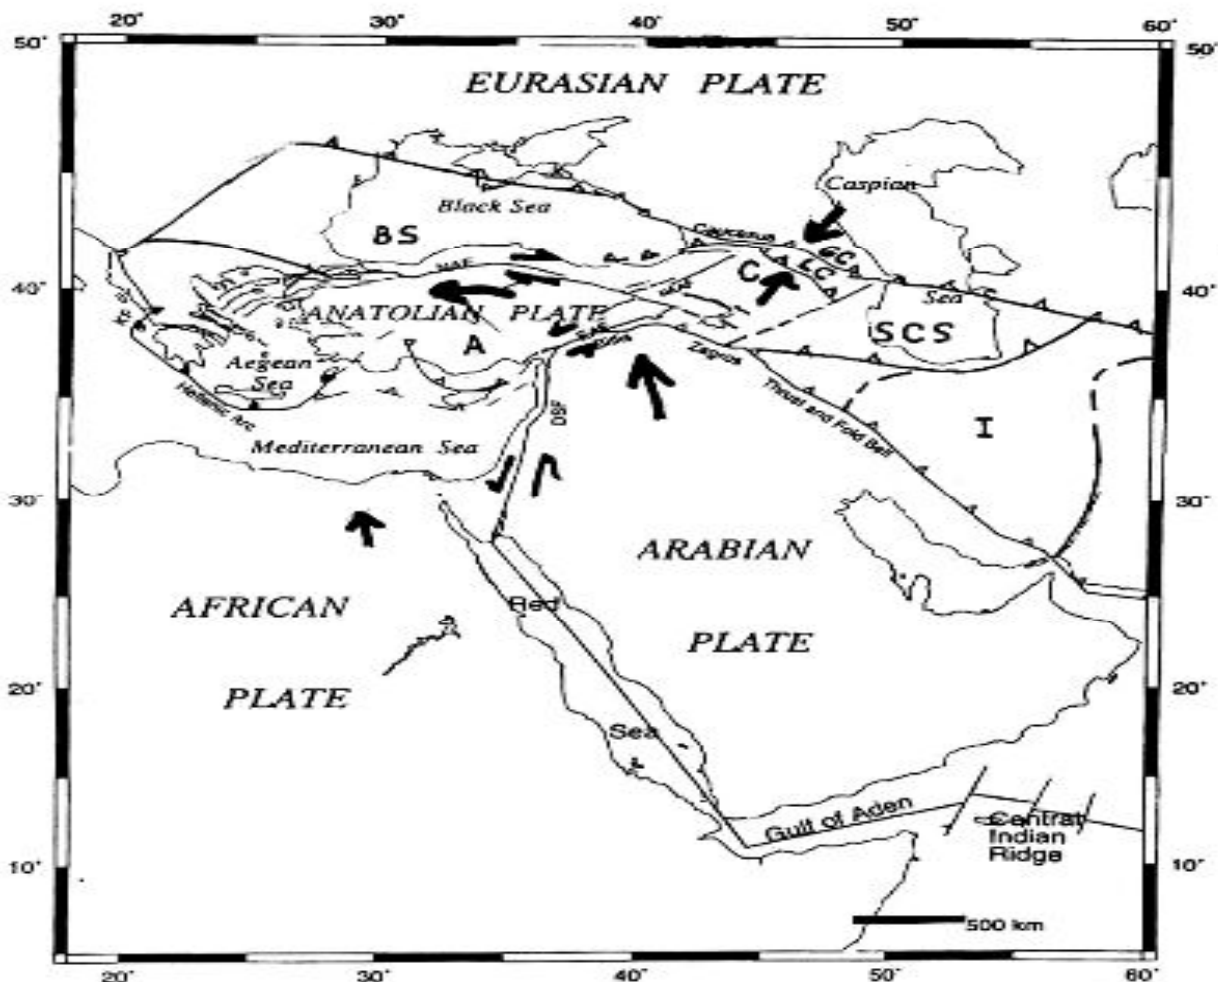 20° 30° 40° 50° 60°
50° 50°
EURASIAN PLATE
Caspian
Black Sea
BS
Caucasus
GC
LC
C
NAF
40° 40°
Sea
ANATOLIAN PLATE
SCS
A
Zagros
Aegean
Sea
Hellenic Arc
DSF
Thrust and Fold Belt
I
Mediterranean Sea
30° 30°
ARABIAN
AFRICAN
Red
PLATE
20° 20°
PLATE
Sea
Gulf of Aden
Central
Indian
Ridge
10° 10°
500 km
20° 30° 40° 50° 60°